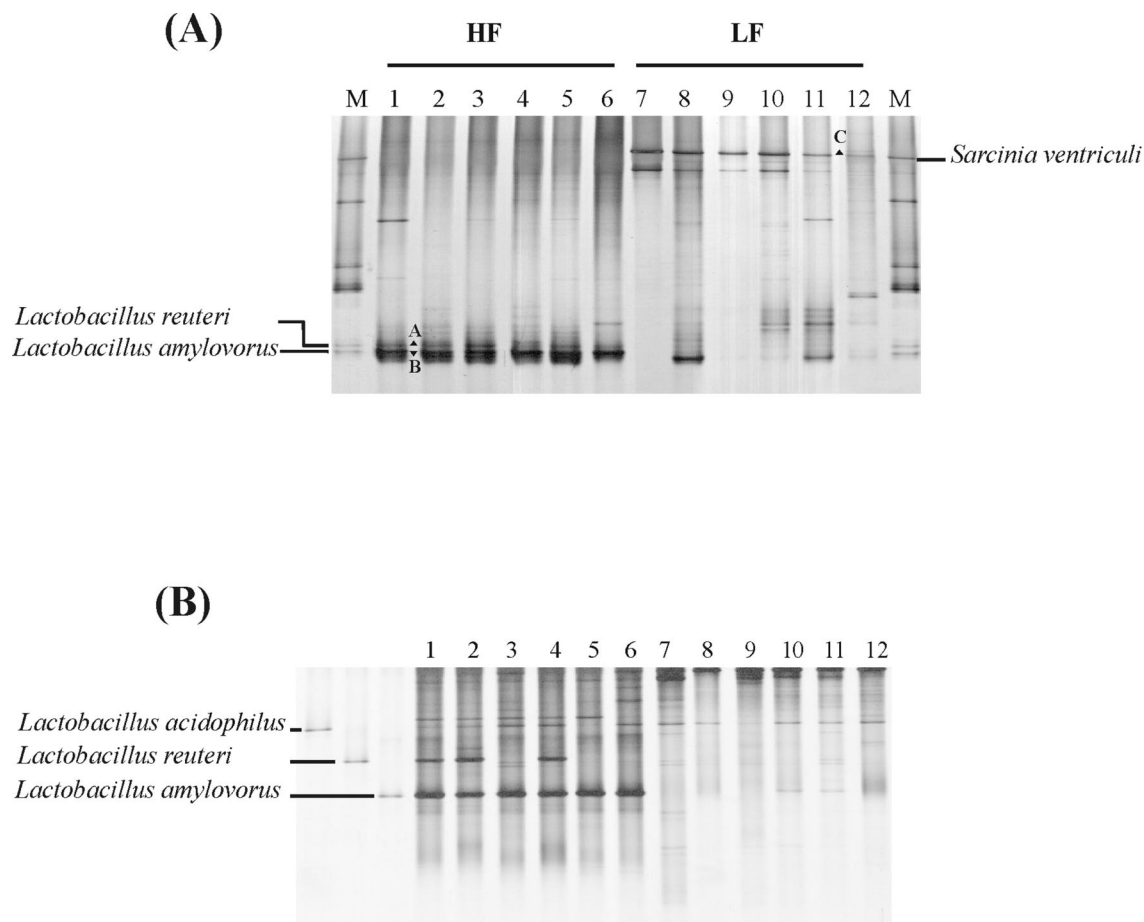 (A)
HF LF
M 1 2 3 4 5 6 7 8 9 10 11 12 M
C
Sarcinia ventriculi
Lactobacillus reuteri
A
Lactobacillus amylovorus
B
(B)
1 2 3 4 5 6 7 8 9 10 11 12
Lactobacillus acidophilus
Lactobacillus reuteri
Lactobacillus amylovorus